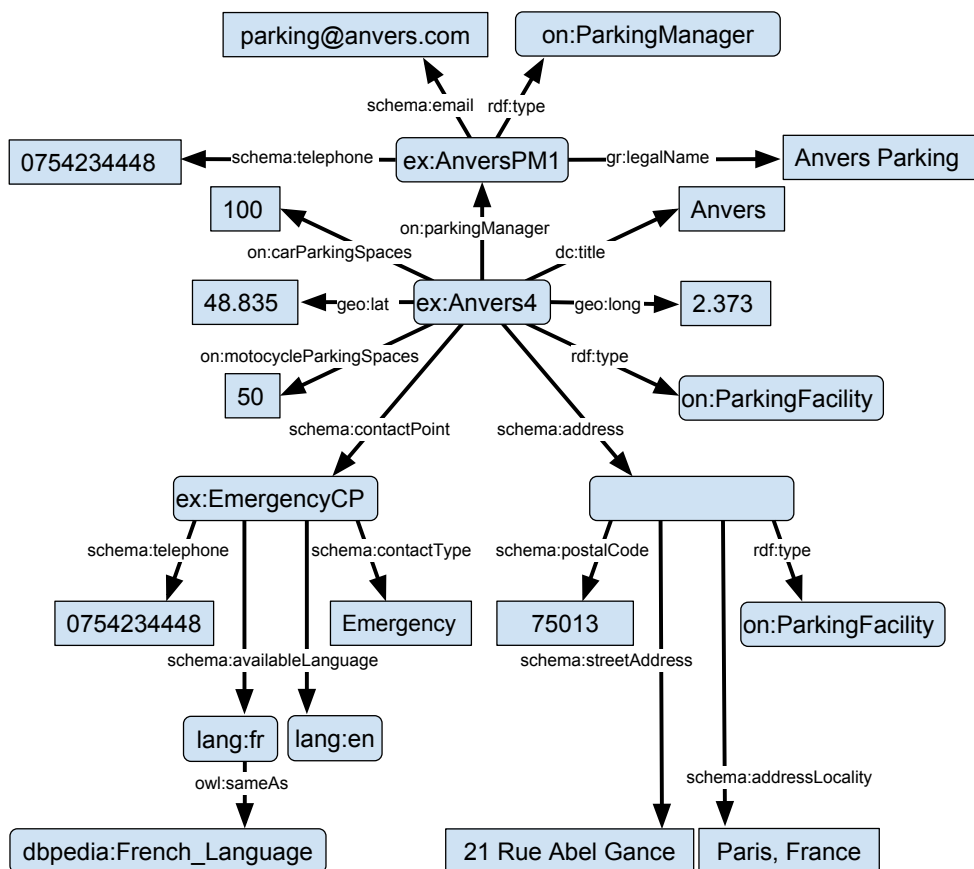 parking@anvers.com
on:ParkingManager
schema:email
rdf:type
0754234448
schema:telephone
ex:AnversPM1
gr:legalName
Anvers Parking
100
on:parkingManager
Anvers
on:carParkingSpaces
dc:title
48.835
geo:lat
ex:Anvers4
geo:long
2.373
on:motocycleParkingSpaces
rdf:type
50
on:ParkingFacility
schema:contactPoint
schema:address
ex:EmergencyCP
schema:telephone
schema:contactType
schema:postalCode
rdf:type
0754234448
Emergency
75013
on:ParkingFacility
schema:availableLanguage
schema:streetAddress
lang:fr
lang:en
owl:sameAs
schema:addressLocality
dbpedia:French_Language
21 Rue Abel Gance
Paris, France